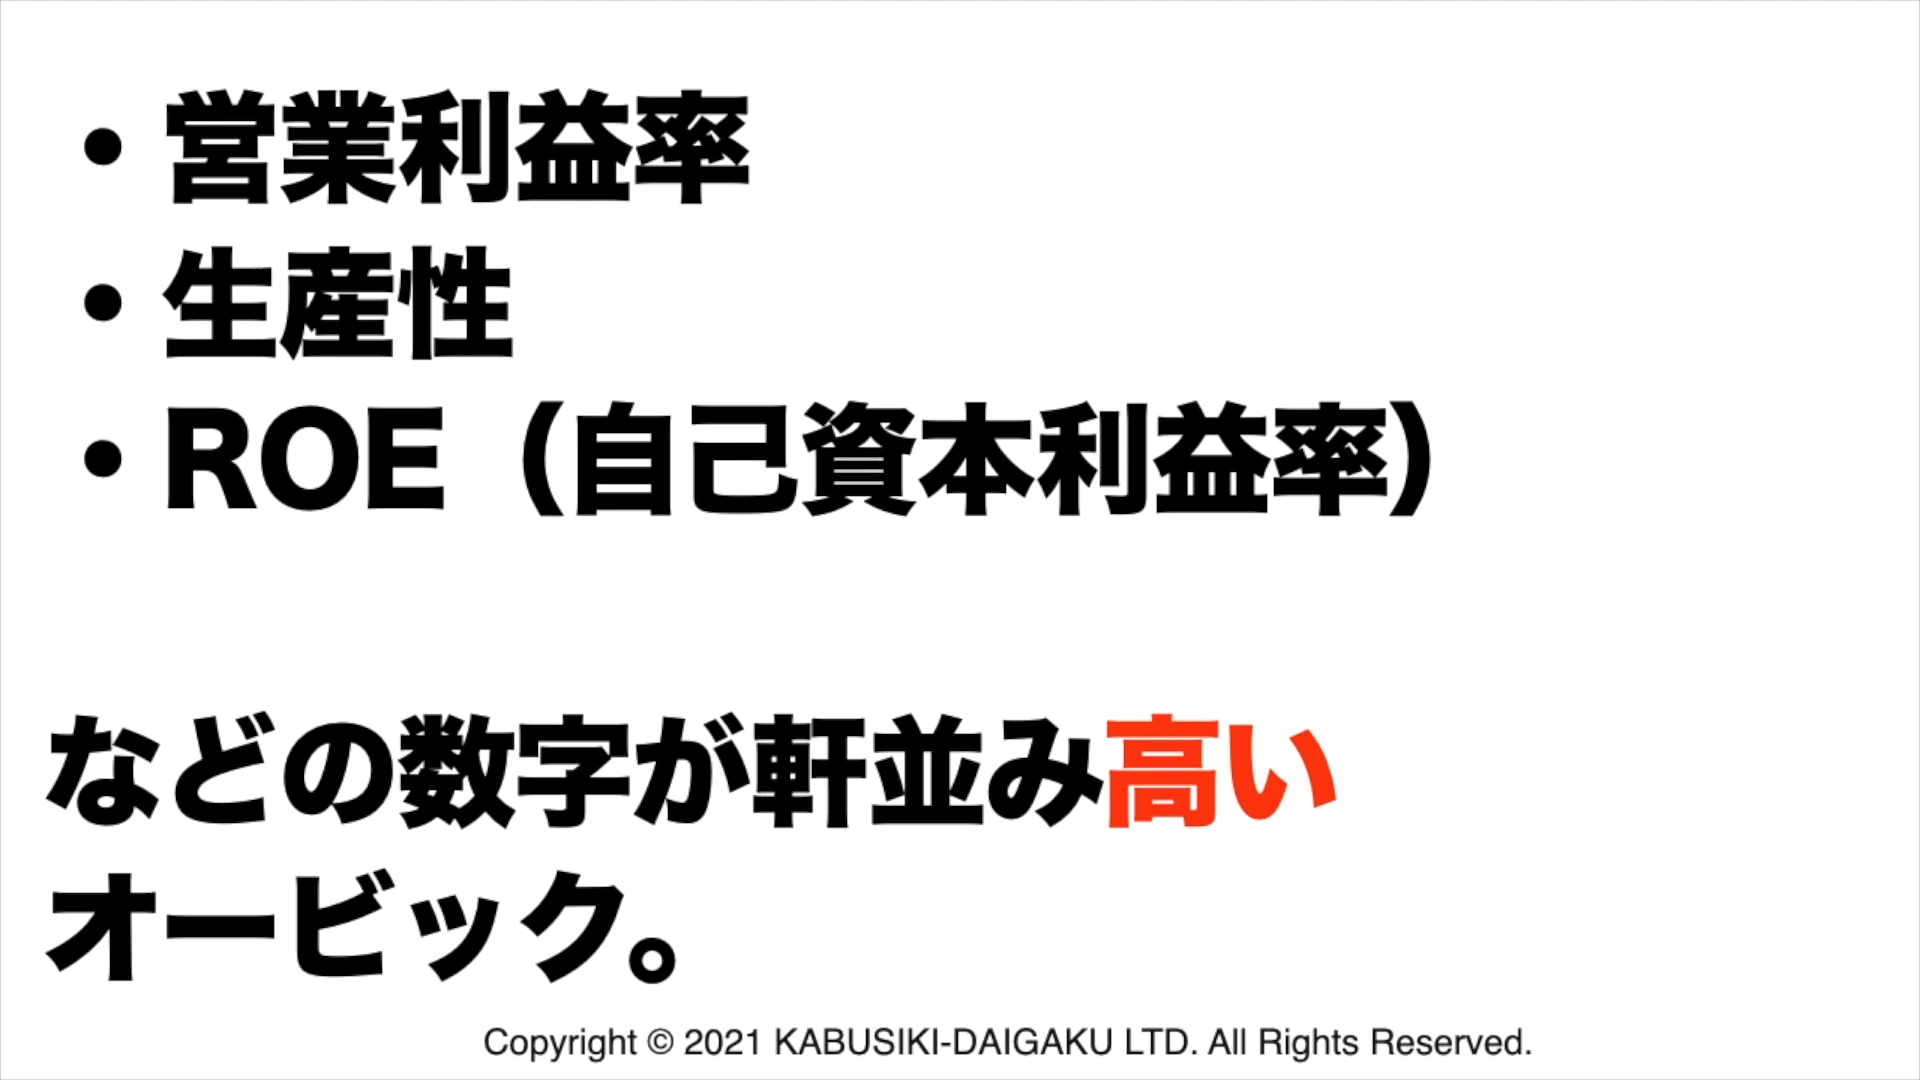 ・営業利益率
・生産性
・ROE（自己資本利益率）
などの数字が軒並み高い
オービック。
Copyright © 2021 KABUSIKI-DAIGAKU LTD. All Rights Reserved.